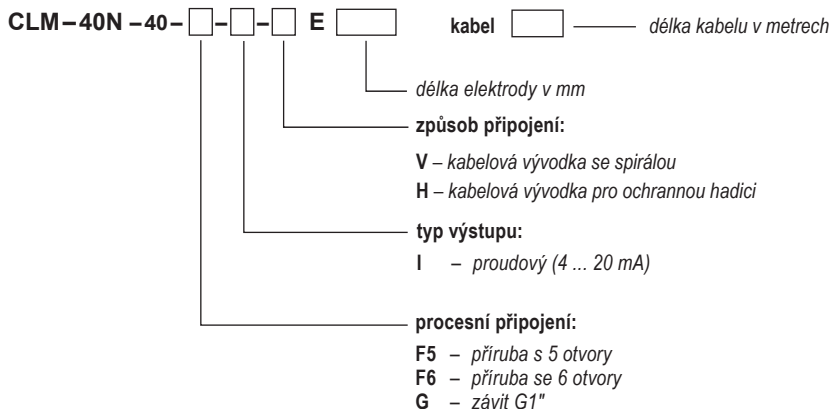 CLM–40N –40– – – E kabel délka kabelu v metrech
délka elektrody v mm
způsob připojení:
V – kabelová vývodka se spirálou
H – kabelová vývodka pro ochrannou hadici
typ výstupu:
I – proudový (4 ... 20 mA)
procesní připojení:
F5 – příruba s 5 otvory
F6 – příruba se 6 otvory
G – závit G1"